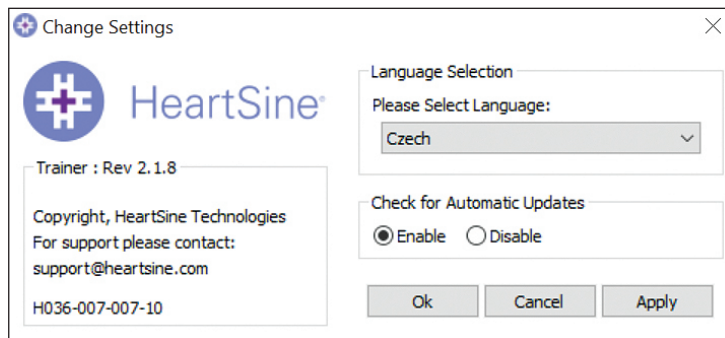 Change Settings
HeartSine®
Trainer : Rev 2.1.8
Copyright, HeartSine Technologies
For support please contact:
support@heartsine.com
H036-007-007-10
Language Selection
Please Select Language:
Czech
Check for Automatic Updates
Enable Disable
Ok Cancel Apply